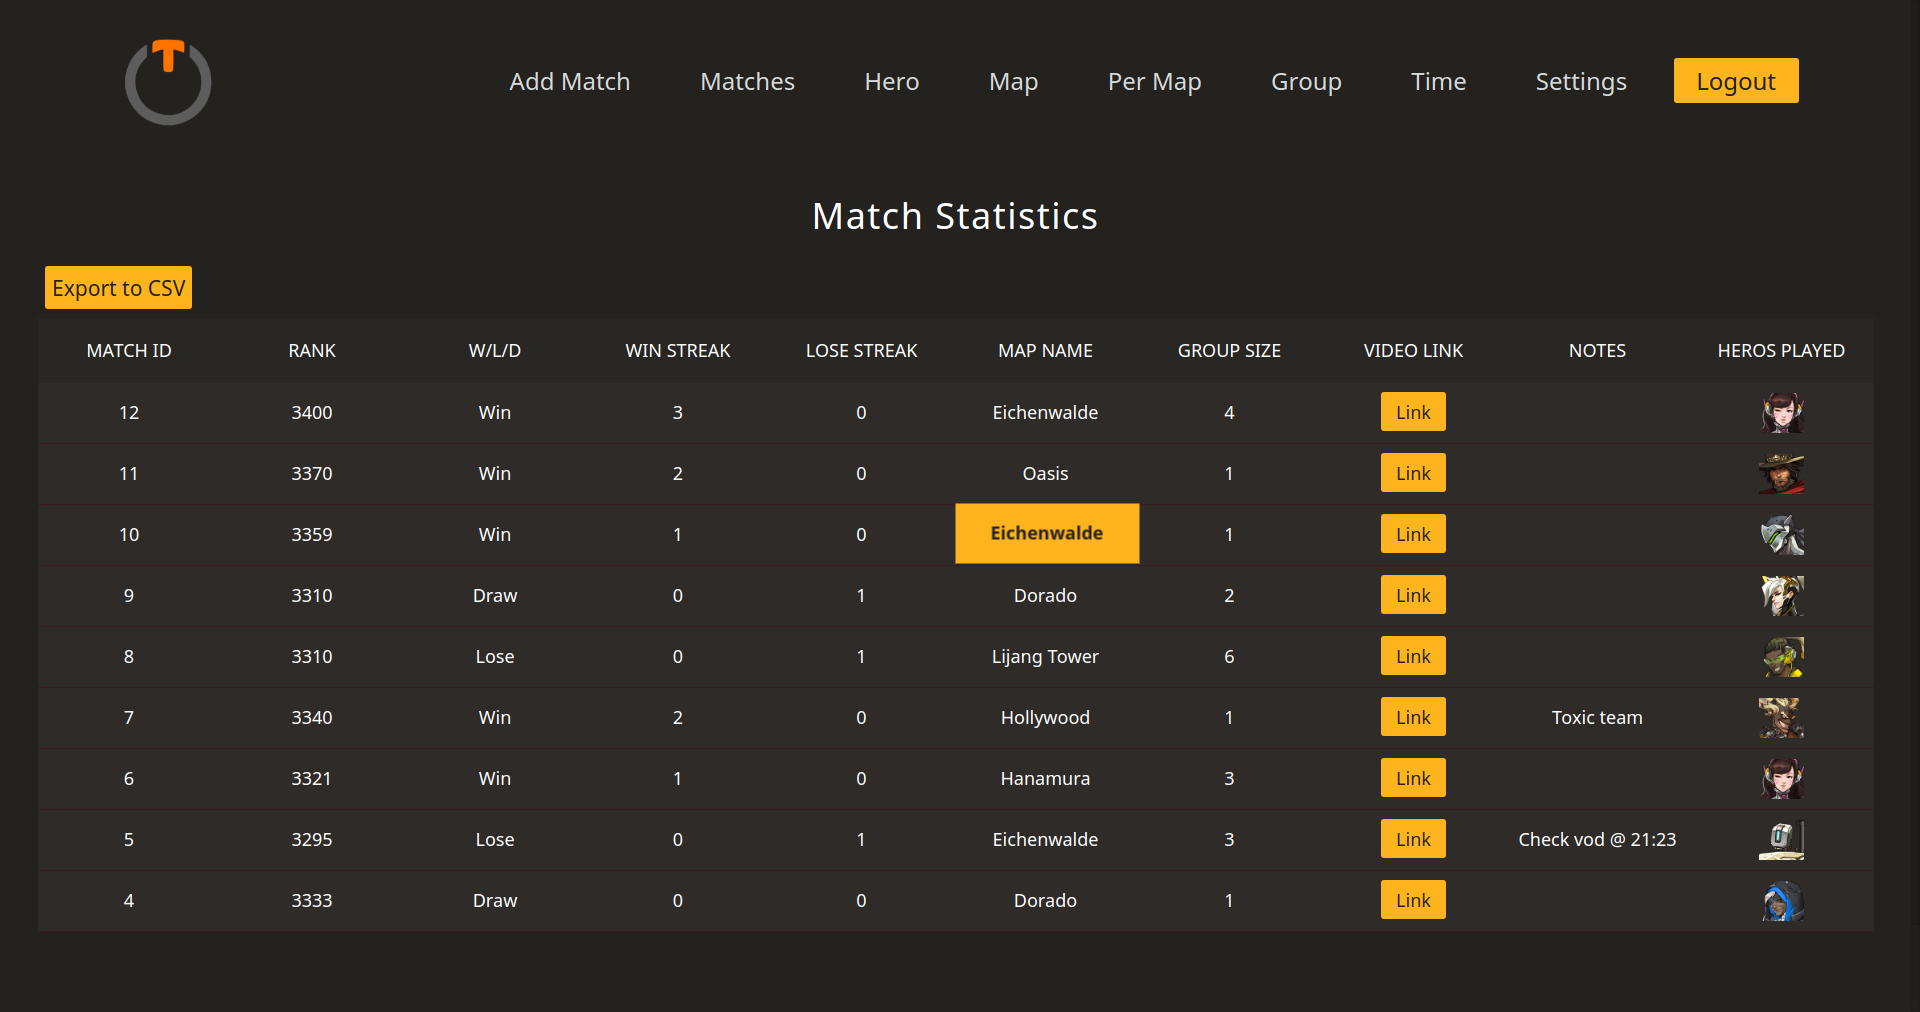 Add Match Matches Hero Map Per Map Group Time Settings Logout
Match Statistics
Export to CSV
MATCH ID RANK W/L/D WIN STREAK LOSE STREAK MAP NAME GROUP SIZE VIDEO LINK NOTES HEROS PLAYED
12 3400 Win 3 0 Eichenwalde 4 Link
11 3370 Win 2 0 Oasis 1 Link
10 3359 Win 1 0 Eichenwalde 1 Link
9 3310 Draw 0 1 Dorado 2 Link
8 3310 Lose 0 1 Lijang Tower 6 Link
7 3340 Win 2 0 Hollywood 1 Link Toxic team
6 3321 Win 1 0 Hanamura 3 Link
5 3295 Lose 0 1 Eichenwalde 3 Link Check vod @ 21:23
4 3333 Draw 0 0 Dorado 1 Link